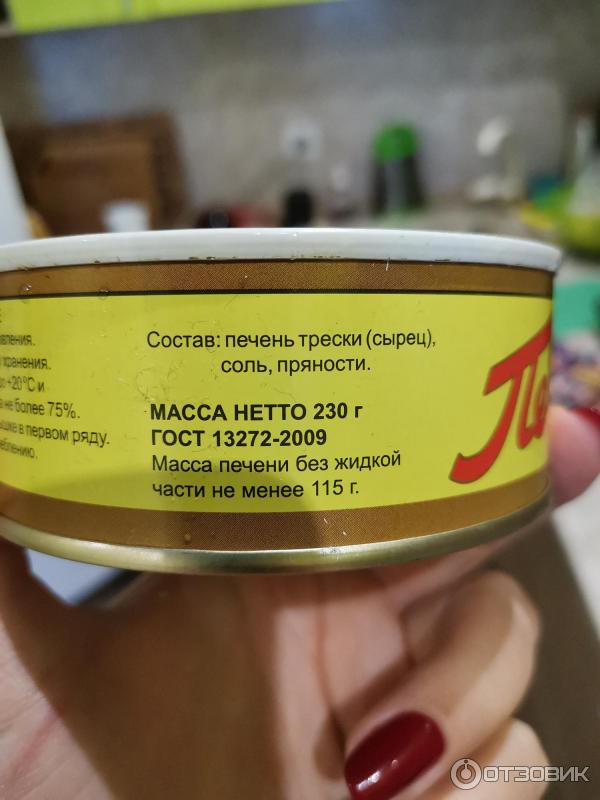 хранения.
+20°C и
не более 75%.
в первом ряду.
Состав: печень трески (сырец),
соль, пряности.
МАССА НЕТТО 230 г
ГОСТ 13272-2009
Масса печени без жидкой
части не менее 115 г.
ОТЗОВИК